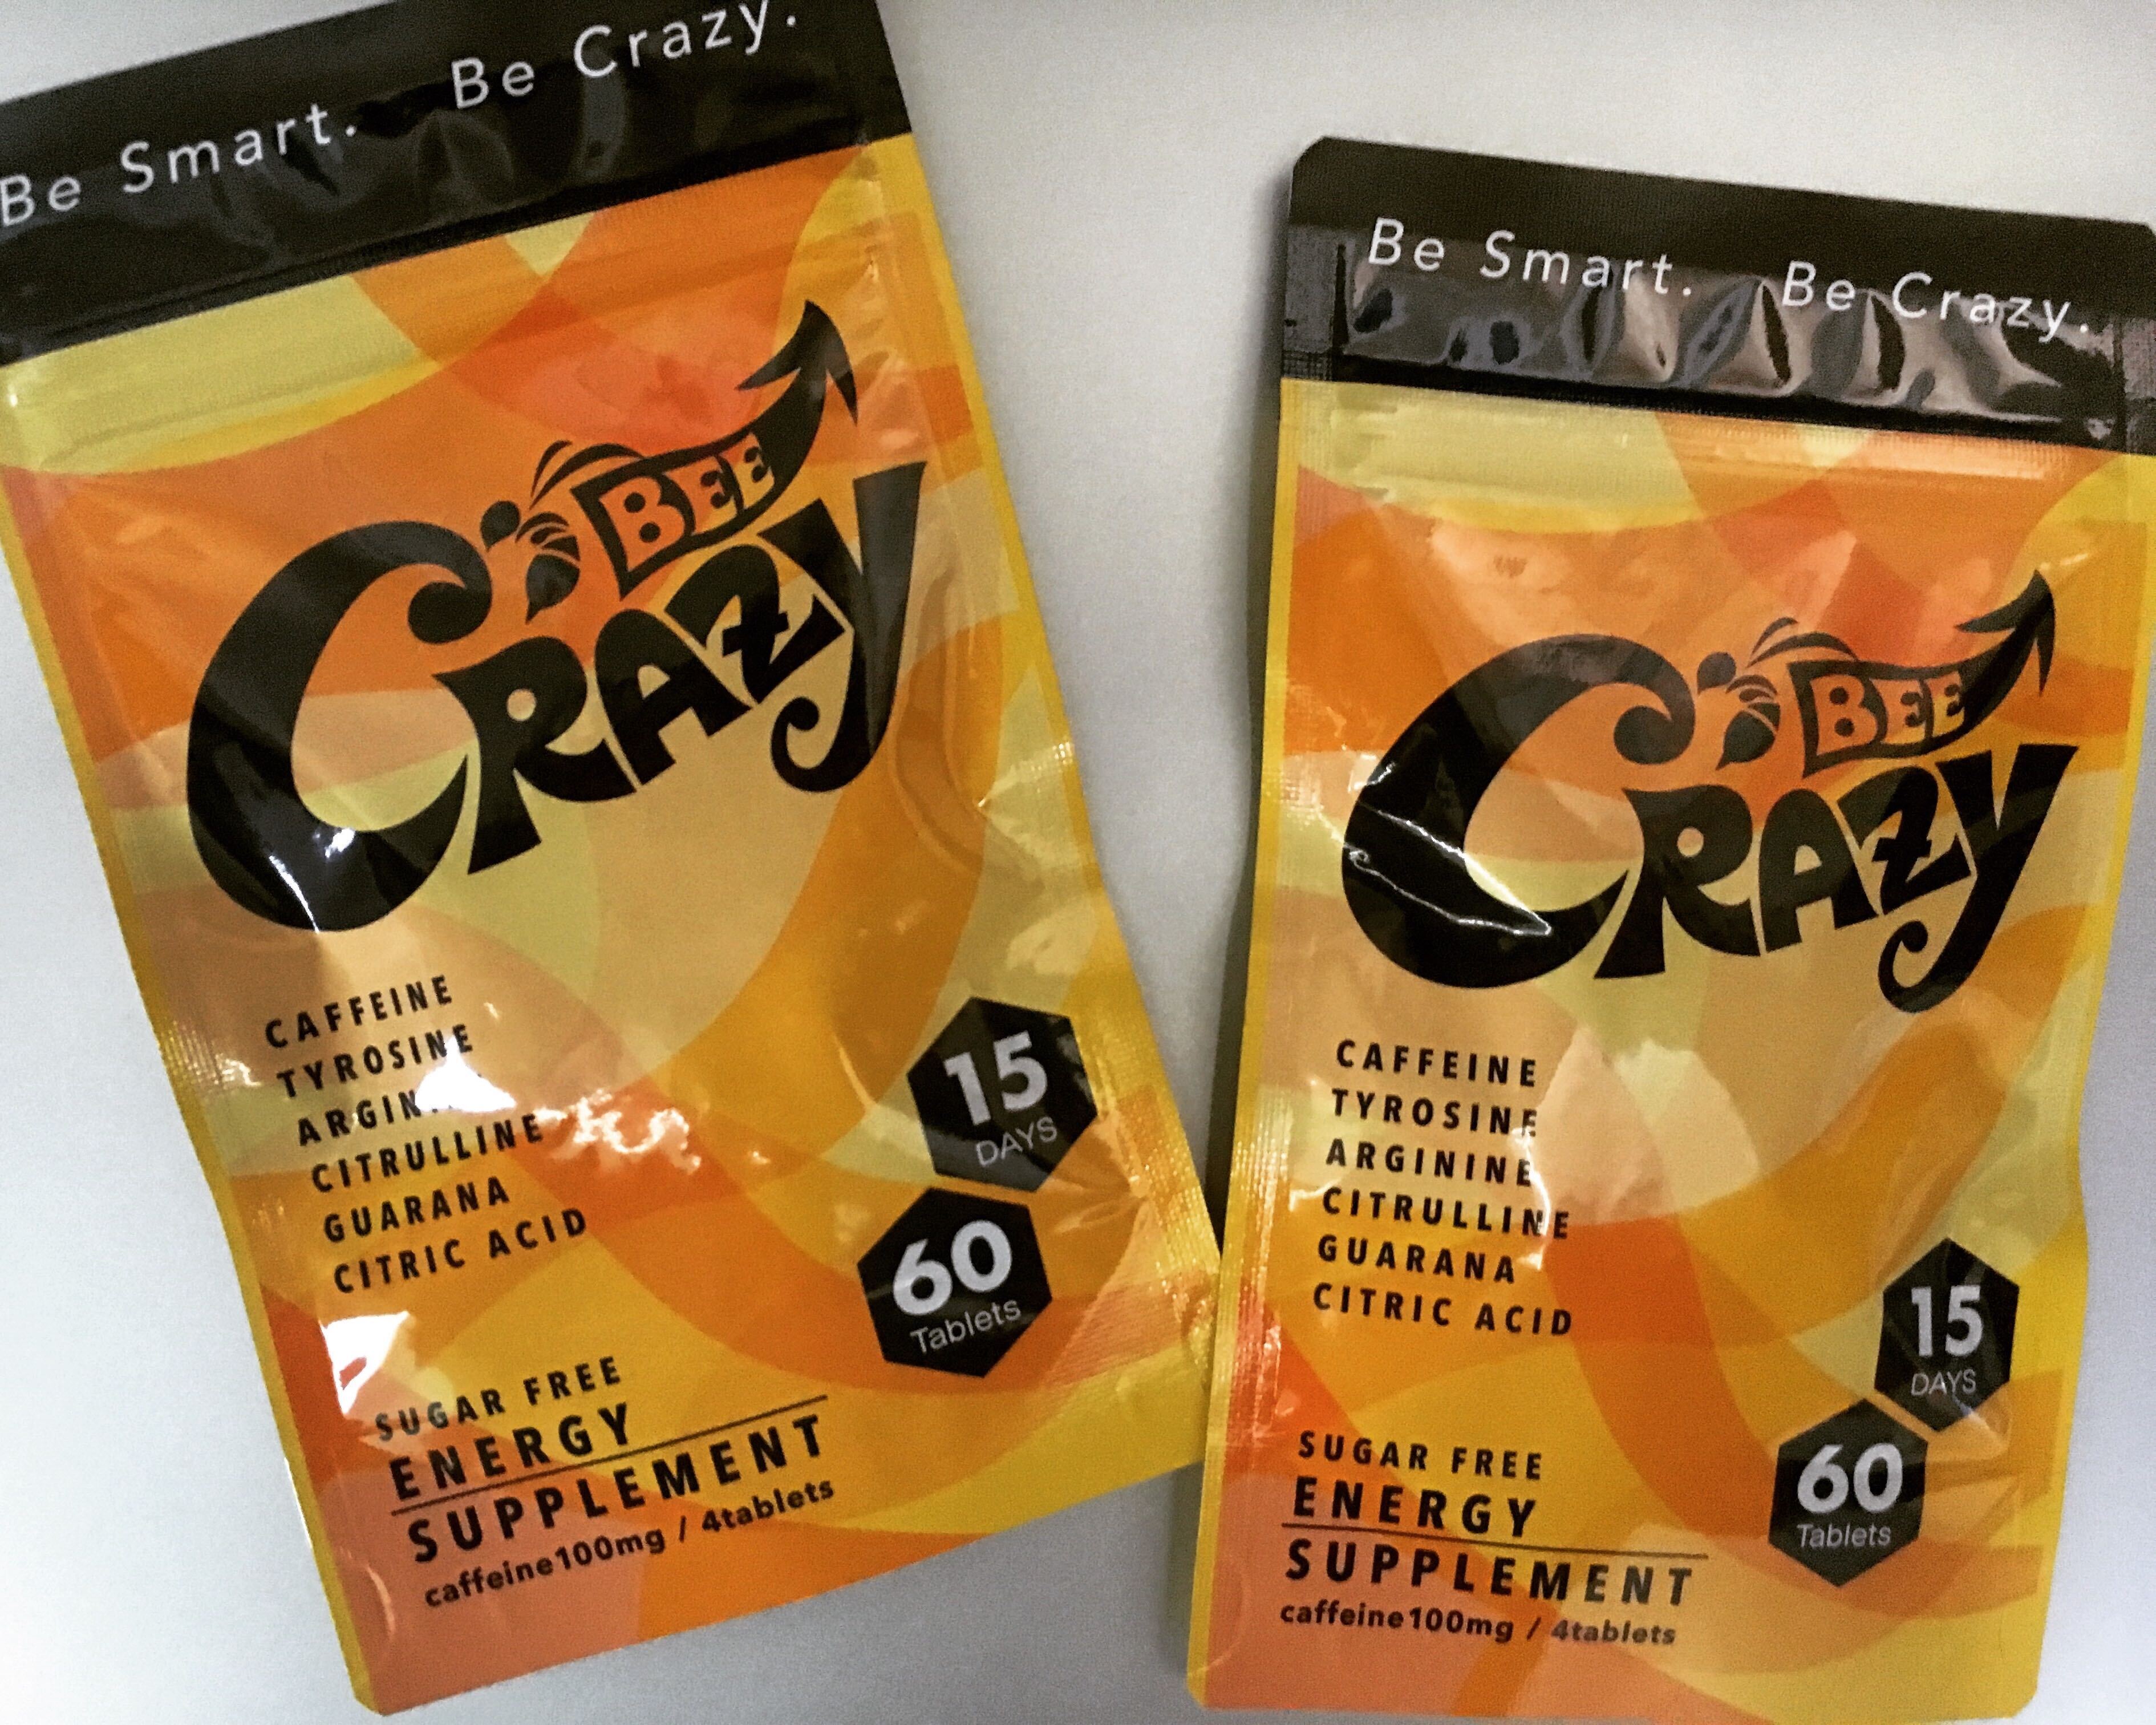 Be Smart. Be Crazy.
BEE
CRAZY
CAFFEINE
TYROSINE
CITRULLINE
GUARANA
CITRIC ACID
15
DAYS
60
Tablets
SUGAR FREE
ENERGY
SUPPLEMENT
caffeine100mg / 4tablets
Be Smart. Be Crazy.
BEE
CRAZY
CAFFEINE
TYROSINE
ARGININE
CITRULLINE
GUARANA
CITRIC ACID
15
DAYS
60
Tablets
SUGAR FREE
ENERGY
SUPPLEMENT
caffeine100mg / 4tablets